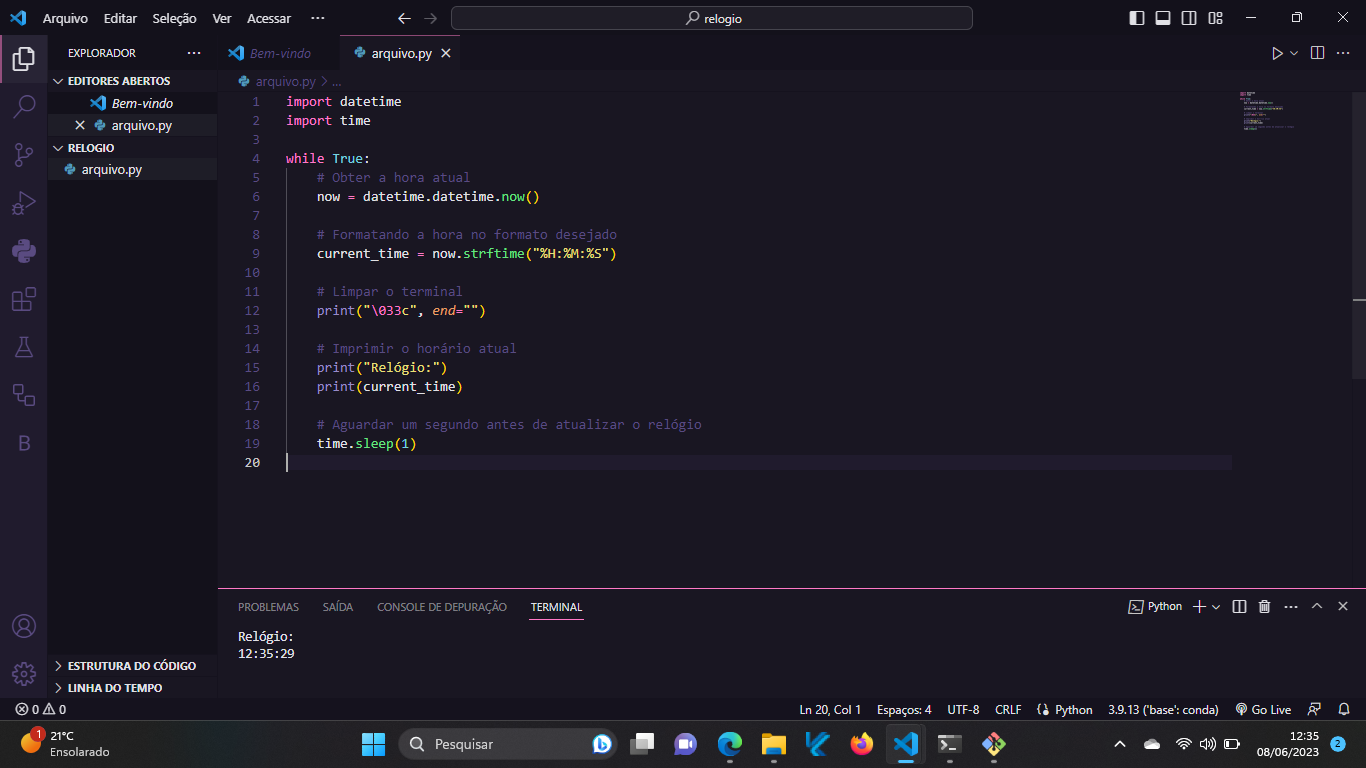 Arquivo Editar Seleção Ver Acessar ··· relogio
EXPLORADOR ···
EDITORES ABERTOS
Bem-vindo
arquivo.py
RELOGIO
arquivo.py
ESTRUTURA DO CÓDIGO
LINHA DO TEMPO
Bem-vindo arquivo.py
arquivo.py > ...
1 import datetime
2 import time
3
4 while True:
5 # Obter a hora atual
6 now = datetime.datetime.now()
7
8 # Formatando a hora no formato desejado
9 current_time = now.strftime("%H:%M:%S")
10
11 # Limpar o terminal
12 print("\033c", end="")
13
14 # Imprimir o horário atual
15 print("Relógio:")
16 print(current_time)
17
18 # Aguardar um segundo antes de atualizar o relógio
19 time.sleep(1)
20
PROBLEMAS SAÍDA CONSOLE DE DEPURAÇÃO TERMINAL Python
Relógio:
12:35:29
0 0 Ln 20, Col 1 Espaços: 4 UTF-8 CRLF Python 3.9.13 ('base': conda) Go Live
1 21°C
Ensolarado
Pesquisar
12:35
08/06/2023
2